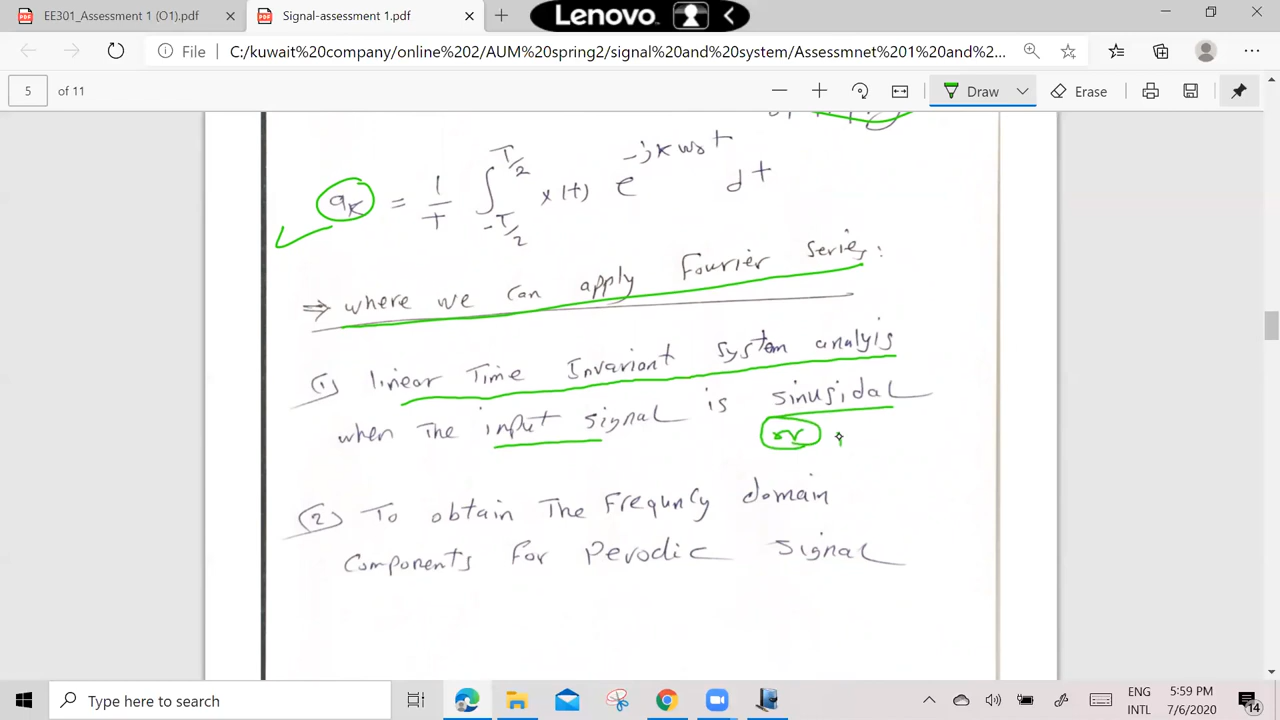 EE301_Assessment 1 (O1).pdf
Signal-assessment 1.pdf
Lenovo
File
C:/kuwait%20company/online%202/AUM%20spring2/signal%20and%20system/Assessmnet%201%20and%2...
5 of 11
Draw
Erase
aK = 1/T ∫ T/2 -T/2 x(t) e -jKw0t dt
⇒ where we can apply Fourier Series:
(1) linear Time Invariant System analyis
when The input signal is sinusidal
or
(2) To obtain The Frequncy domain
Components for Perodic Signal
Type here to search
ENG
INTL
5:59 PM
7/6/2020
14